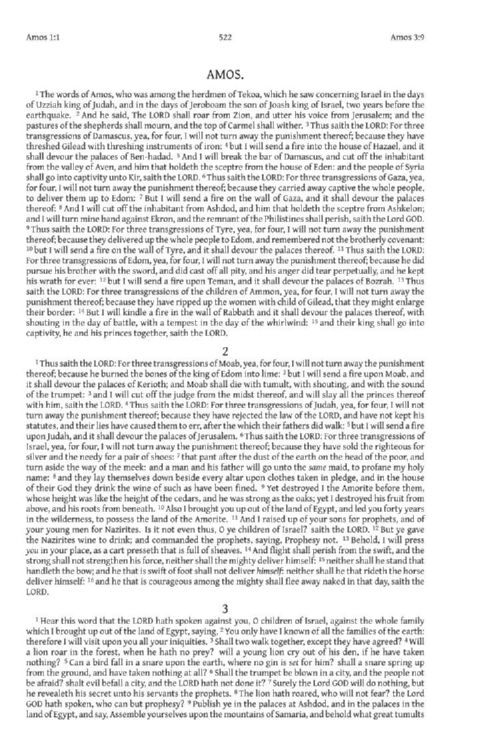 Amos 1:1
522
Amos 3:9
AMOS.
1 The words of Amos, who was among the herdmen of Tekoa, which he saw concerning Israel in the days
of Uzziah king of Judah, and in the days of Jeroboam the son of Joash king of Israel, two years before the
earthquake. 2 And he said, The LORD shall roar from Zion, and utter his voice from Jerusalem; and the
pastures of the shepherds shall mourn, and the top of Carmel shall wither. 3 Thus saith the LORD: For three
transgressions of Damascus, yea, for four, I will not turn away the punishment thereof; because they have
threshed Gilead with threshing instruments of iron: 4 but I will send a fire into the house of Hazael, and it
shall devour the palaces of Ben-hadad. 5 And I will break the bar of Damascus, and cut off the inhabitant
from the valley of Aven, and him that holdeth the sceptre from the house of Eden: and the people of Syria
shall go into captivity unto Kir, saith the LORD. 6 Thus saith the LORD: For three transgressions of Gaza, yea,
for four, I will not turn away the punishment thereof; because they carried away captive the whole people,
to deliver them up to Edom: 7 But I will send a fire on the wall of Gaza, and it shall devour the palaces
thereof: 8 And I will cut off the inhabitant from Ashdod, and him that holdeth the sceptre from Ashkelon;
and I will turn mine hand against Ekron, and the remnant of the Philistines shall perish, saith the Lord GOD.
9 Thus saith the LORD: For three transgressions of Tyre, yea, for four, I will not turn away the punishment
thereof; because they delivered up the whole people to Edom, and remembered not the brotherly covenant:
10 but I will send a fire on the wall of Tyre, and it shall devour the palaces thereof. 11 Thus saith the LORD:
For three transgressions of Edom, yea, for four, I will not turn away the punishment thereof; because he did
pursue his brother with the sword, and did cast off all pity, and his anger did tear perpetually, and he kept
his wrath for ever: 12 but I will send a fire upon Teman, and it shall devour the palaces of Bozrah. 13 Thus
saith the LORD: For three transgressions of the children of Ammon, yea, for four, I will not turn away the
punishment thereof; because they have ripped up the women with child of Gilead, that they might enlarge
their border: 14 But I will kindle a fire in the wall of Rabbath and it shall devour the palaces thereof, with
shouting in the day of battle, with a tempest in the day of the whirlwind: 15 and their king shall go into
captivity, he and his princes together, saith the LORD.
2
1 Thus saith the LORD: For three transgressions of Moab, yea, for four, I will not turn away the punishment
thereof; because he burned the bones of the king of Edom into lime: 2 but I will send a fire upon Moab, and
it shall devour the palaces of Kerioth; and Moab shall die with tumult, with shouting, and with the sound
of the trumpet: 3 and I will cut off the judge from the midst thereof, and will slay all the princes thereof
with him, saith the LORD. 4 Thus saith the LORD: For three transgressions of Judah, yea, for four, I will not
turn away the punishment thereof; because they have rejected the law of the LORD, and have not kept his
statutes, and their lies have caused them to err, after the which their fathers did walk: 5 but I will send a fire
upon Judah, and it shall devour the palaces of Jerusalem. 6 Thus saith the LORD: For three transgressions of
Israel, yea, for four, I will not turn away the punishment thereof; because they have sold the righteous for
silver and the needy for a pair of shoes: 7 that pant after the dust of the earth on the head of the poor, and
turn aside the way of the meek: and a man and his father will go unto the same maid, to profane my holy
name: 8 and they lay themselves down beside every altar upon clothes taken in pledge, and in the house
of their God they drink the wine of such as have been fined. 9 Yet destroyed I the Amorite before them,
whose height was like the height of the cedars, and he was strong as the oaks; yet I destroyed his fruit from
above, and his roots from beneath. 10 Also I brought you up out of the land of Egypt, and led you forty years
in the wilderness, to possess the land of the Amorite. 11 And I raised up of your sons for prophets, and of
your young men for Nazirites. Is it not even thus, O ye children of Israel? saith the LORD. 12 But ye gave
the Nazirites wine to drink; and commanded the prophets, saying, Prophesy not. 13 Behold, I will press
you in your place, as a cart presseth that is full of sheaves. 14 And flight shall perish from the swift, and the
strong shall not strengthen his force, neither shall the mighty deliver himself: 15 neither shall he stand that
handleth the bow; and he that is swift of foot shall not deliver himself: neither shall he that rideth the horse
deliver himself: 16 and he that is courageous among the mighty shall flee away naked in that day, saith the
LORD.
3
1 Hear this word that the LORD hath spoken against you, O children of Israel, against the whole family
which I brought up out of the land of Egypt, saying, 2 You only have I known of all the families of the earth:
therefore I will visit upon you all your iniquities. 3 Shall two walk together, except they have agreed? 4 Will
a lion roar in the forest, when he hath no prey? will a young lion cry out of his den, if he have taken
nothing? 5 Can a bird fall in a snare upon the earth, where no gin is set for him? shall a snare spring up
from the ground, and have taken nothing at all? 6 Shall the trumpet be blown in a city, and the people not
be afraid? shalt evil befall a city, and the LORD hath not done it? 7 Surely the Lord GOD will do nothing, but
he revealeth his secret unto his servants the prophets. 8 The lion hath roared, who will not fear? the Lord
GOD hath spoken, who can but prophesy? 9 Publish ye in the palaces at Ashdod, and in the palaces in the
land of Egypt, and say, Assemble yourselves upon the mountains of Samaria, and behold what great tumults